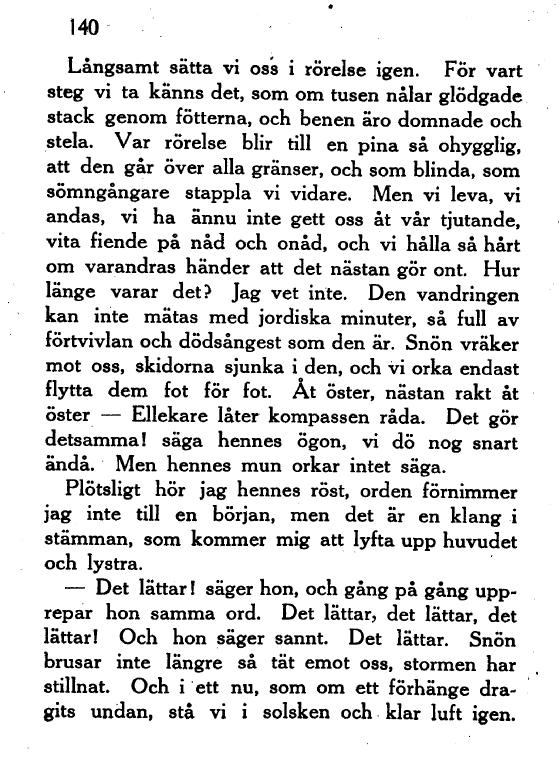 140
Långsamt sätta vi oss i rörelse igen. För vart
steg vi ta känns det, som om tusen nålar glödgade
stack genom fötterna, och benen äro domnade och
stela. Var rörelse blir till en pina så ohygglig,
att den går över alla gränser, och som blinda, som
sömngångare stappla vi vidare. Men vi leva, vi
andas, vi ha ännu inte gett oss åt vår tjutande,
vita fiende på nåd och onåd, och vi hålla så hårt
om varandras händer att det nästan gör ont. Hur
länge varar det? Jag vet inte. Den vandringen
kan inte mätas med jordiska minuter, så full av
förtvivlan och dödsångest som den är. Snön vräker
mot oss, skidorna sjunka i den, och vi orka endast
flytta dem fot för fot. Åt öster, nästan rakt åt
öster — Ellekare låter kompassen råda. Det gör
detsamma! säga hennes ögon, vi dö nog snart
ändå. Men hennes mun orkar intet säga.
Plötsligt hör jag hennes röst, orden förnimmer
jag inte till en början, men det är en klang i
stämman, som kommer mig att lyfta upp huvudet
och lystra.
— Det lättar! säger hon, och gång på gång upp-
repar hon samma ord. Det lättar, det lättar, det
lättar! Och hon säger sannt. Det lättar. Snön
brusar inte längre så tät emot oss, stormen har
stillnat. Och i ett nu, som om ett förhänge dra-
gits undan, stå vi i solsken och klar luft igen.